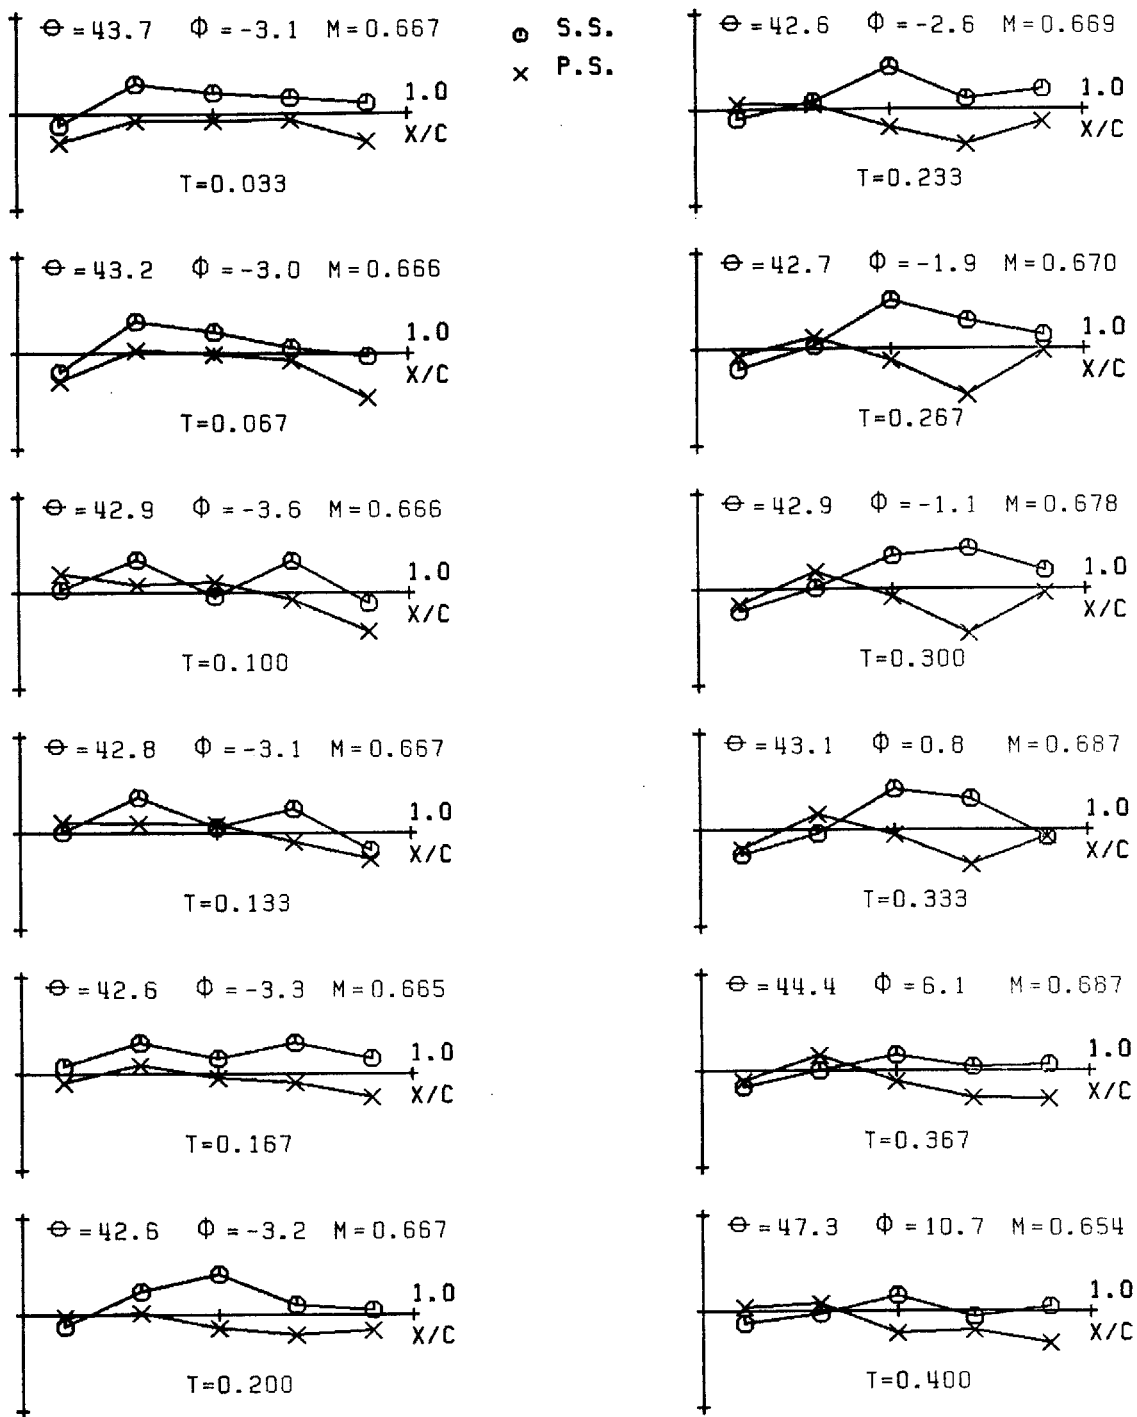 ϴ = 43.7 Φ = -3.1 M = 0.667
1.0
X/C
T=0.033
ϴ = 43.2 Φ = -3.0 M = 0.666
1.0
X/C
T=0.067
ϴ = 42.9 Φ = -3.6 M = 0.666
1.0
X/C
T=0.100
ϴ = 42.8 Φ = -3.1 M = 0.667
1.0
X/C
T=0.133
ϴ = 42.6 Φ = -3.3 M = 0.665
1.0
X/C
T=0.167
ϴ = 42.6 Φ = -3.2 M = 0.667
1.0
X/C
T=0.200
S.S.
P.S.
ϴ = 42.6 Φ = -2.6 M = 0.669
1.0
X/C
T=0.233
ϴ = 42.7 Φ = -1.9 M = 0.670
1.0
X/C
T=0.267
ϴ = 42.9 Φ = -1.1 M = 0.678
1.0
X/C
T=0.300
ϴ = 43.1 Φ = 0.8 M = 0.687
1.0
X/C
T=0.333
ϴ = 44.4 Φ = 6.1 M = 0.687
1.0
X/C
T=0.367
ϴ = 47.3 Φ = 10.7 M = 0.654
1.0
X/C
T=0.400